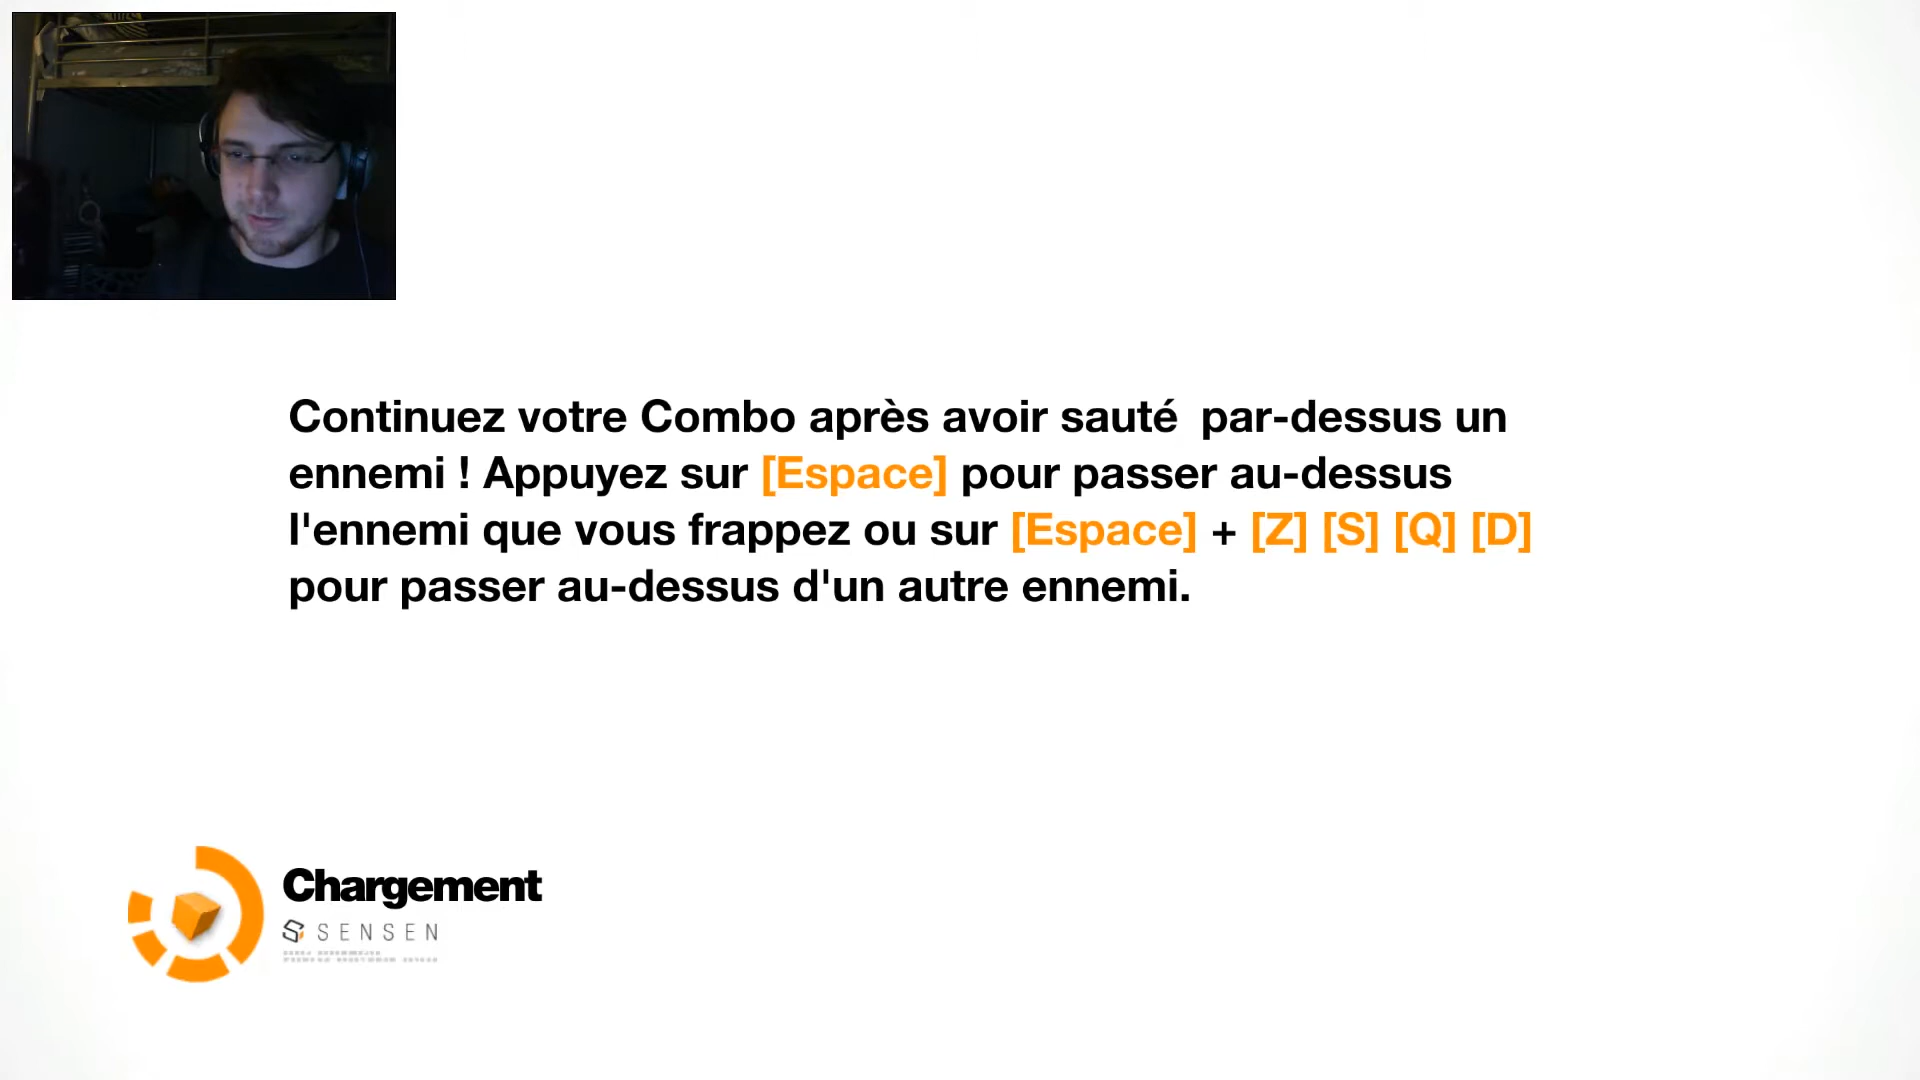 Continuez votre Combo après avoir sauté  par-dessus un
ennemi ! Appuyez sur [Espace] pour passer au-dessus
l'ennemi que vous frappez ou sur [Espace] + [Z] [S] [Q] [D]
pour passer au-dessus d'un autre ennemi.
Chargement
SENSEN